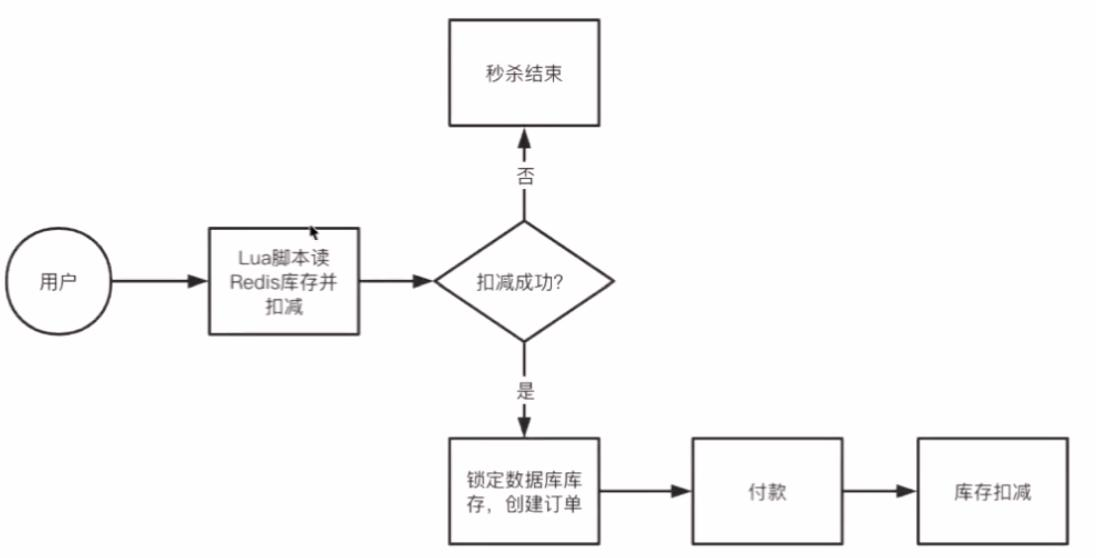 秒杀结束
否
用户
Lua脚本读
Redis库存并
扣减
扣减成功?
是
锁定数据库库
存，创建订单
付款
库存扣减